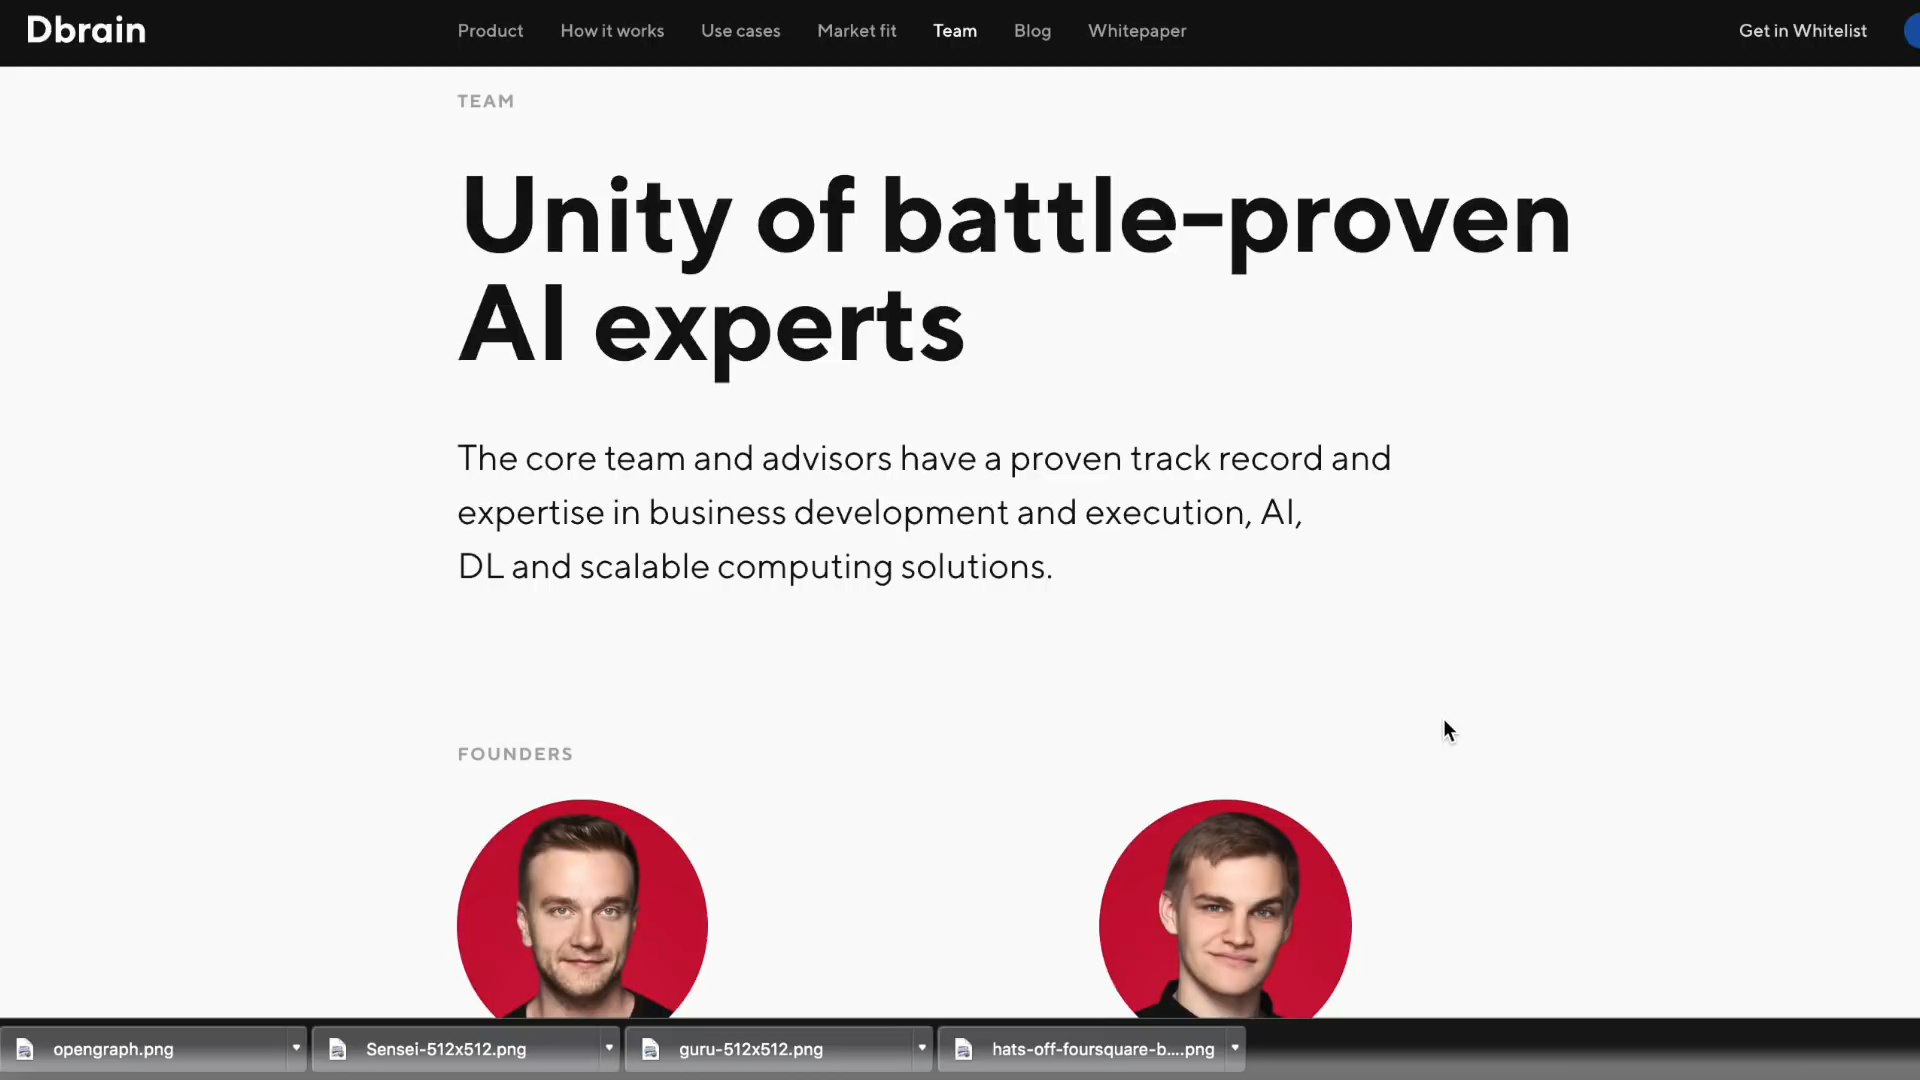 Dbrain
Product
How it works
Use cases
Market fit
Team
Blog
Whitepaper
Get in Whitelist
TEAM
Unity of battle-proven
AI experts
The core team and advisors have a proven track record and
expertise in business development and execution, AI,
DL and scalable computing solutions.
FOUNDERS
opengraph.png
Sensei-512x512.png
guru-512x512.png
hats-off-foursquare-b....png